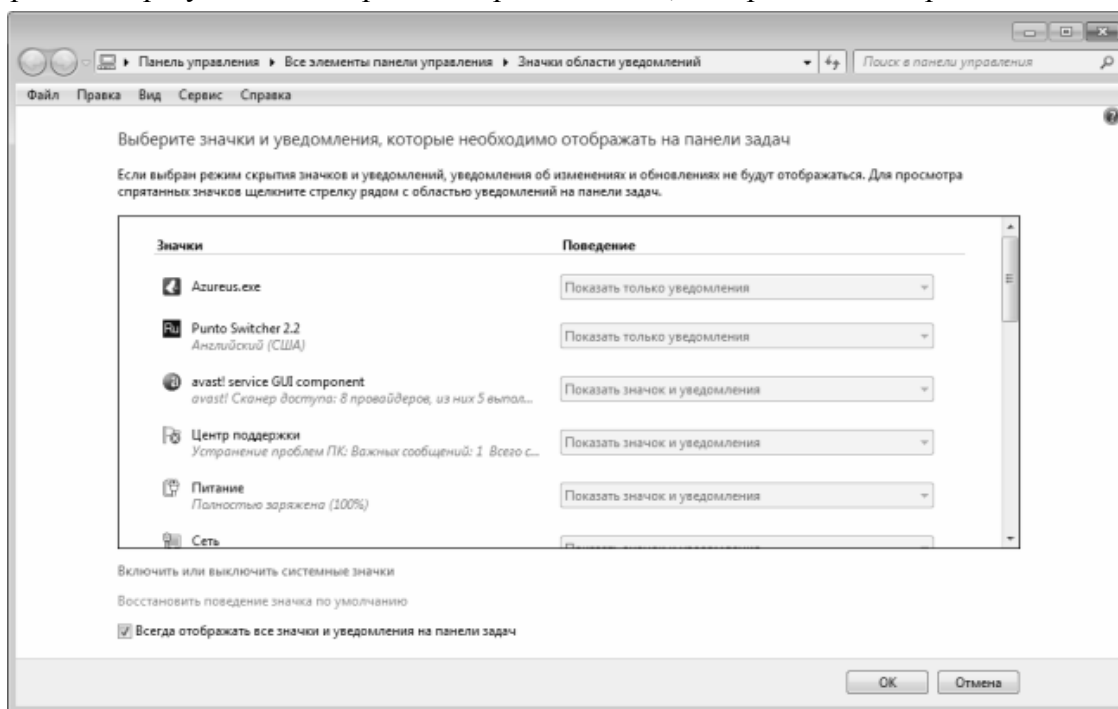 Панель управления ▸ Все элементы панели управления ▸ Значки области уведомлений Поиск в панели управления
Файл Правка Вид Сервис Справка
Выберите значки и уведомления, которые необходимо отображать на панели задач
Если выбран режим скрытия значков и уведомлений, уведомления об изменениях и обновлениях не будут отображаться. Для просмотра
спрятанных значков щелкните стрелку рядом с областью уведомлений на панели задач.
Значки Поведение
Azureus.exe Показать только уведомления
Ru Punto Switcher 2.2
Английский (США) Показать только уведомления
avast! service GUI component
avast! Сканер доступа: 8 провайдеров, из них 5 выпол... Показать значок и уведомления
Центр поддержки
Устранение проблем ПК: Важных сообщений: 1 Всего с... Показать значок и уведомления
Питание
Полностью заряжена (100%) Показать значок и уведомления
Сеть
Включить или выключить системные значки
Восстановить поведение значка по умолчанию
Всегда отображать все значки и уведомления на панели задач
ОК Отмена